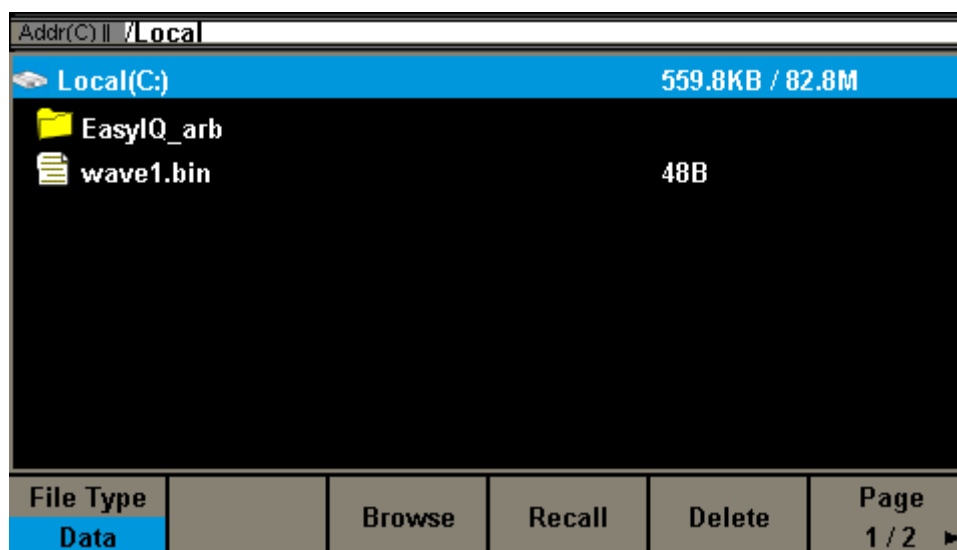 Addr(C) || /Local
Local(C:) 559.8KB / 82.8M
EasyIQ_arb
wave1.bin 48B
File Type Browse Recall Delete Page
Data 1 / 2 ►